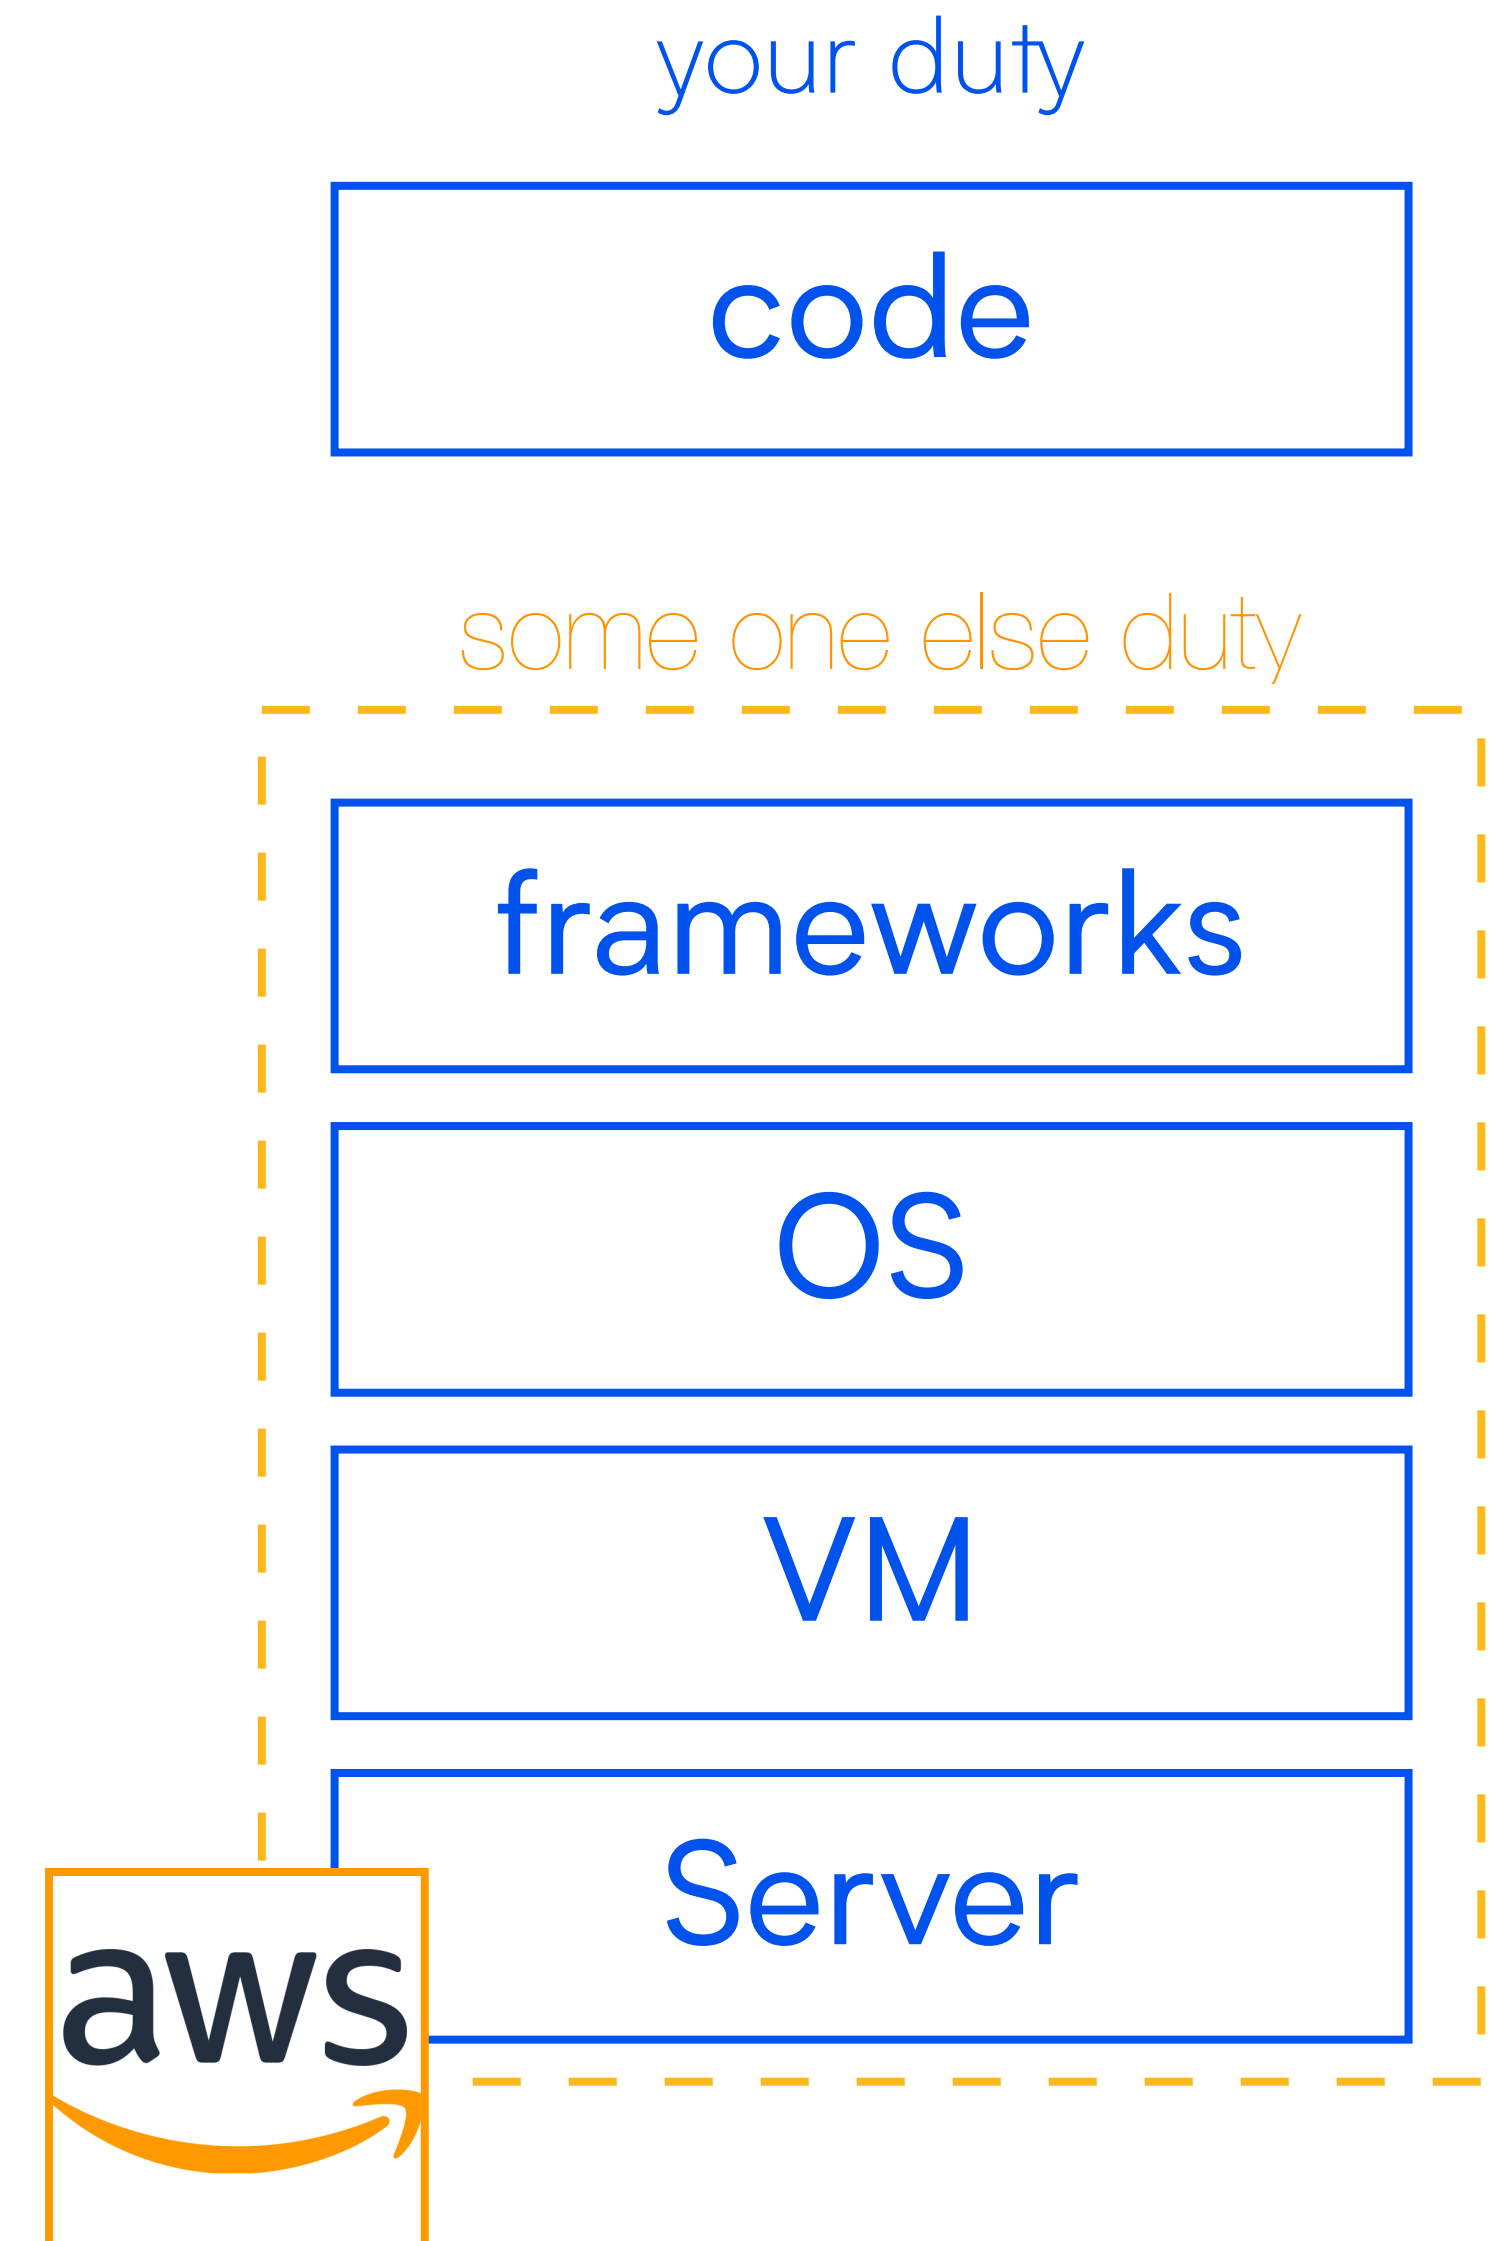 your duty
code
some one else duty
frameworks
OS
VM
Server
aws